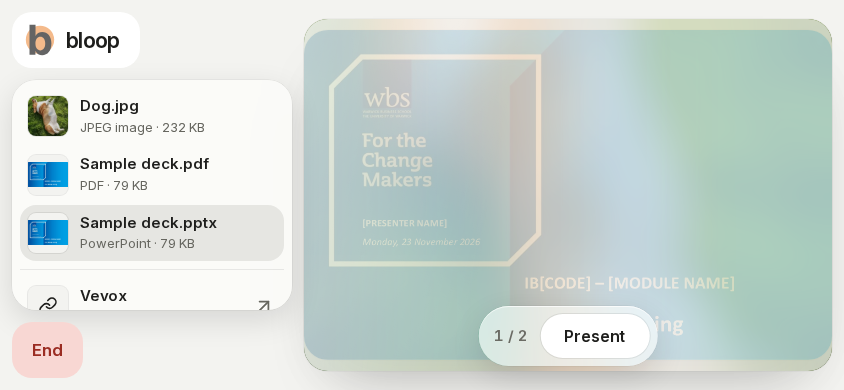 bloop
Dog.jpg
JPEG image · 232 KB
Sample deck.pdf
PDF · 79 KB
Sample deck.pptx
PowerPoint · 79 KB
Vevox
End
wbs
For the
Change
Makers
[PRESENTER NAME]
Monday, 23 November 2026
IB[CODE] – [MODULE NAME]
1 / 2
Present